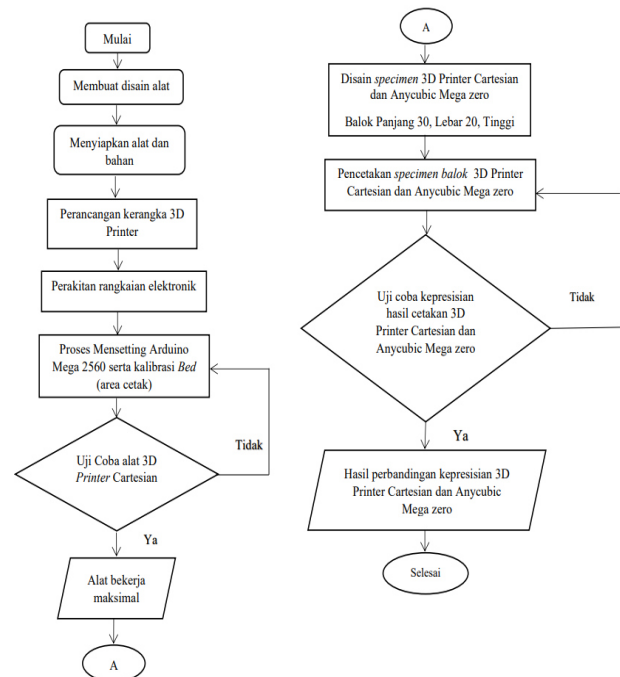 Mulai
Membuat disain alat
Menyiapkan alat dan
bahan
Perancangan kerangka 3D
Printer
Perakitan rangkaian elektronik
Proses Mensetting Arduino
Mega 2560 serta kalibrasi Bed
(area cetak)
Tidak
Uji Coba alat 3D
Printer Cartesian
Ya
Alat bekerja
maksimal
A
A
Disain specimen 3D Printer Cartesian
dan Anycubic Mega zero
Balok Panjang 30, Lebar 20, Tinggi
Pencetakan specimen balok 3D Printer
Cartesian dan Anycubic Mega zero
Uji coba kepresisian
hasil cetakan 3D
Printer Cartesian dan
Anycubic Mega zero
Tidak
Ya
Hasil perbandingan kepresisian 3D
Printer Cartesian dan Anycubic
Mega zero
Selesai